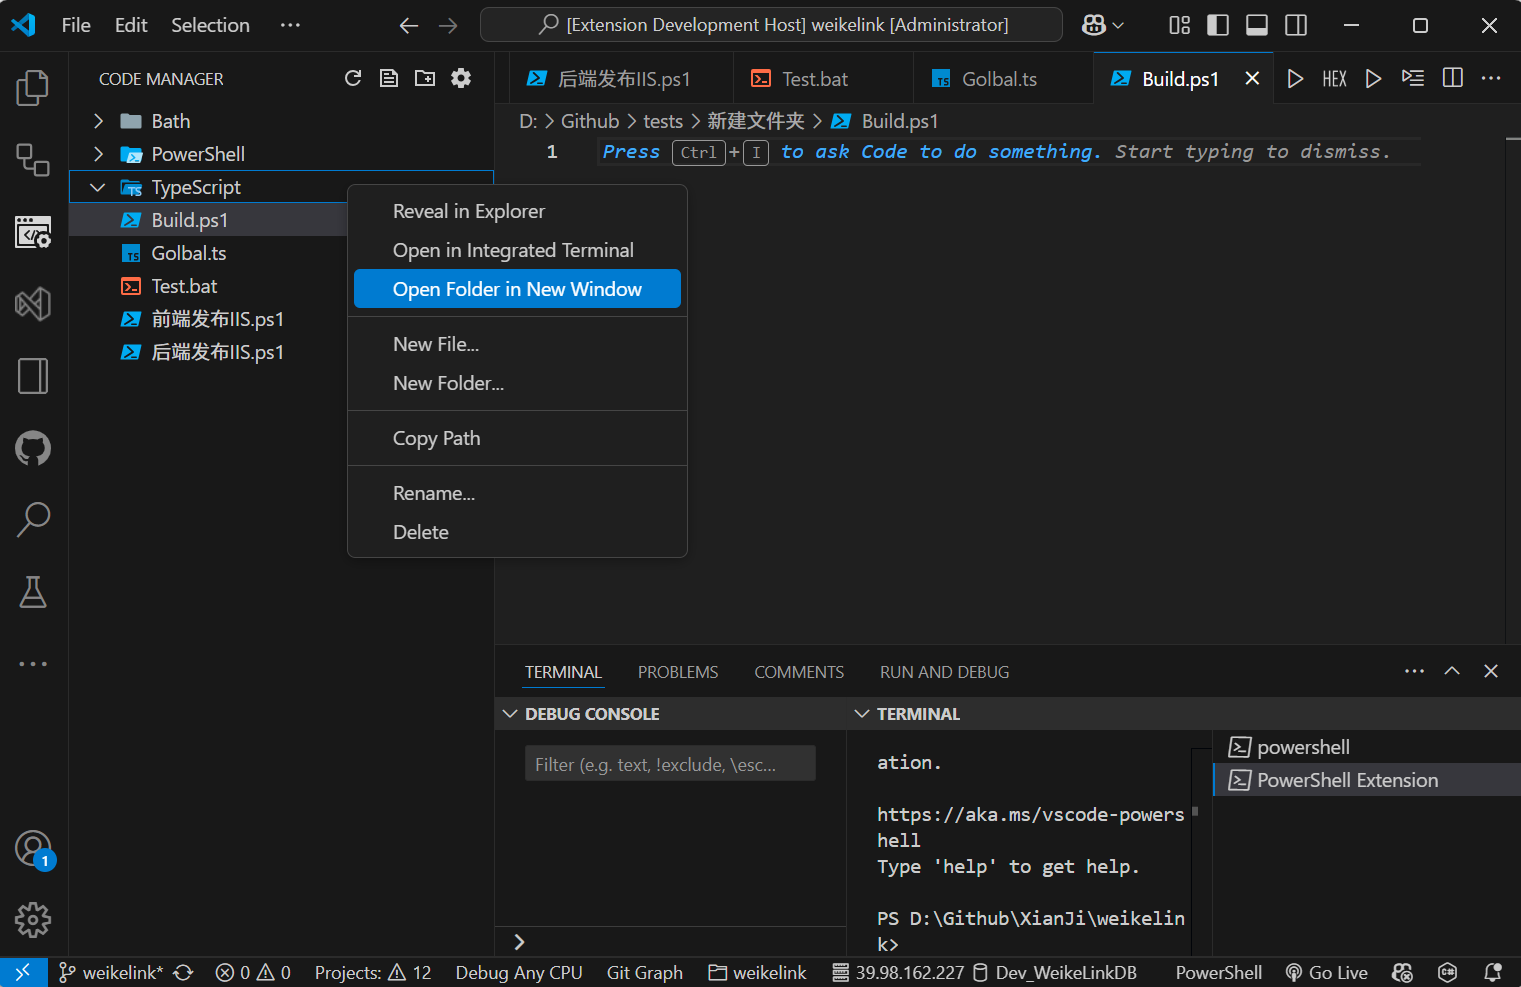 File Edit Selection ···
[Extension Development Host] weikelink [Administrator]
CODE MANAGER
Bath
PowerShell
TypeScript
Build.ps1
Golbal.ts
Test.bat
前端发布IIS.ps1
后端发布IIS.ps1
Reveal in Explorer
Open in Integrated Terminal
Open Folder in New Window
New File...
New Folder...
Copy Path
Rename...
Delete
后端发布IIS.ps1 Test.bat Golbal.ts Build.ps1 HEX
D: > Github > tests > 新建文件夹 > Build.ps1
1 Press Ctrl + I to ask Code to do something. Start typing to dismiss.
TERMINAL PROBLEMS COMMENTS RUN AND DEBUG
DEBUG CONSOLE
Filter (e.g. text, !exclude, \esc...
TERMINAL
ation.
https://aka.ms/vscode-powers
hell
Type 'help' to get help.
PS D:\Github\XianJi\weikelin
k>
powershell
PowerShell Extension
1
weikelink* 0 0 Projects: 12 Debug Any CPU Git Graph weikelink 39.98.162.227 Dev_WeikeLinkDB PowerShell Go Live